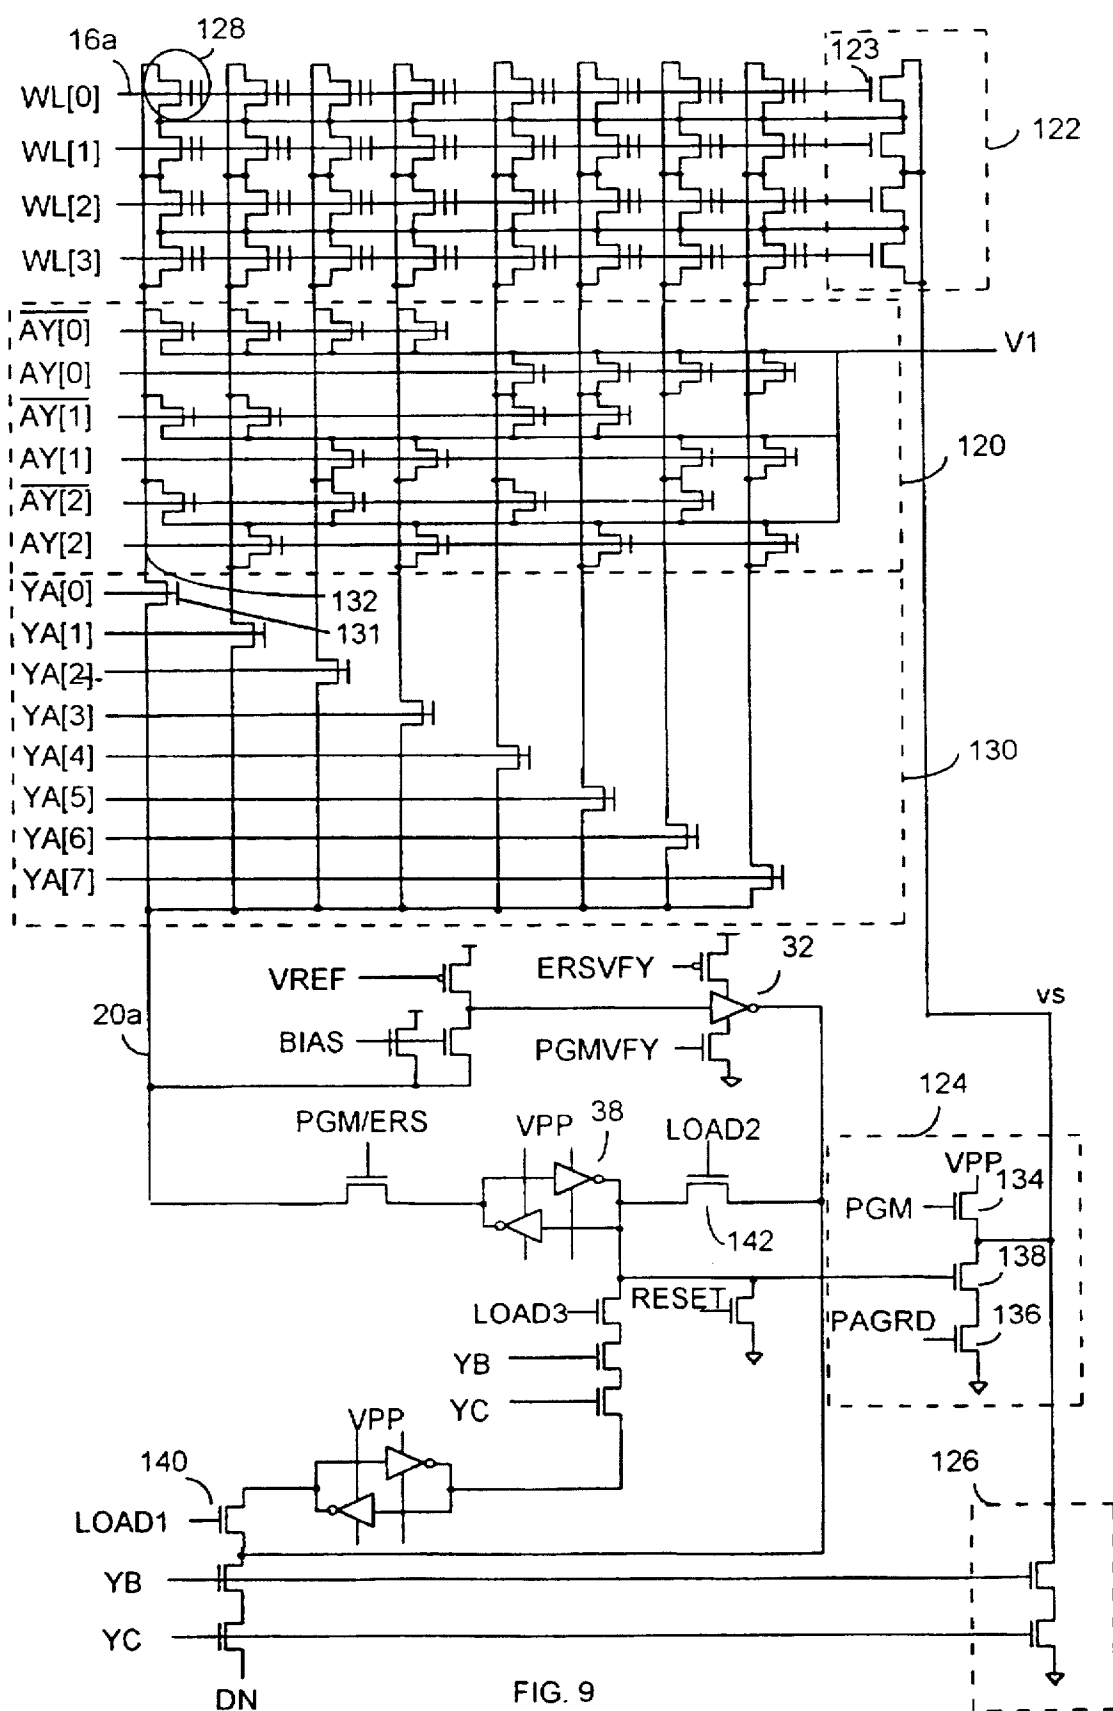 16a
128
123
WL[0]
122
WL[1]
WL[2]
WL[3]
AY[0]
V1
AY[0]
AY[1]
AY[1]
120
AY[2]
AY[2]
YA[0]
132
YA[1]
131
YA[2]
YA[3]
YA[4]
130
YA[5]
YA[6]
YA[7]
VREF
ERSVFY
32
vs
20a
BIAS
PGMVFY
124
PGM/ERS
VPP
38
LOAD2
VPP
134
PGM
142
138
LOAD3
RESET
PAGRD
136
YB
YC
VPP
140
126
LOAD1
YB
YC
DN
FIG. 9